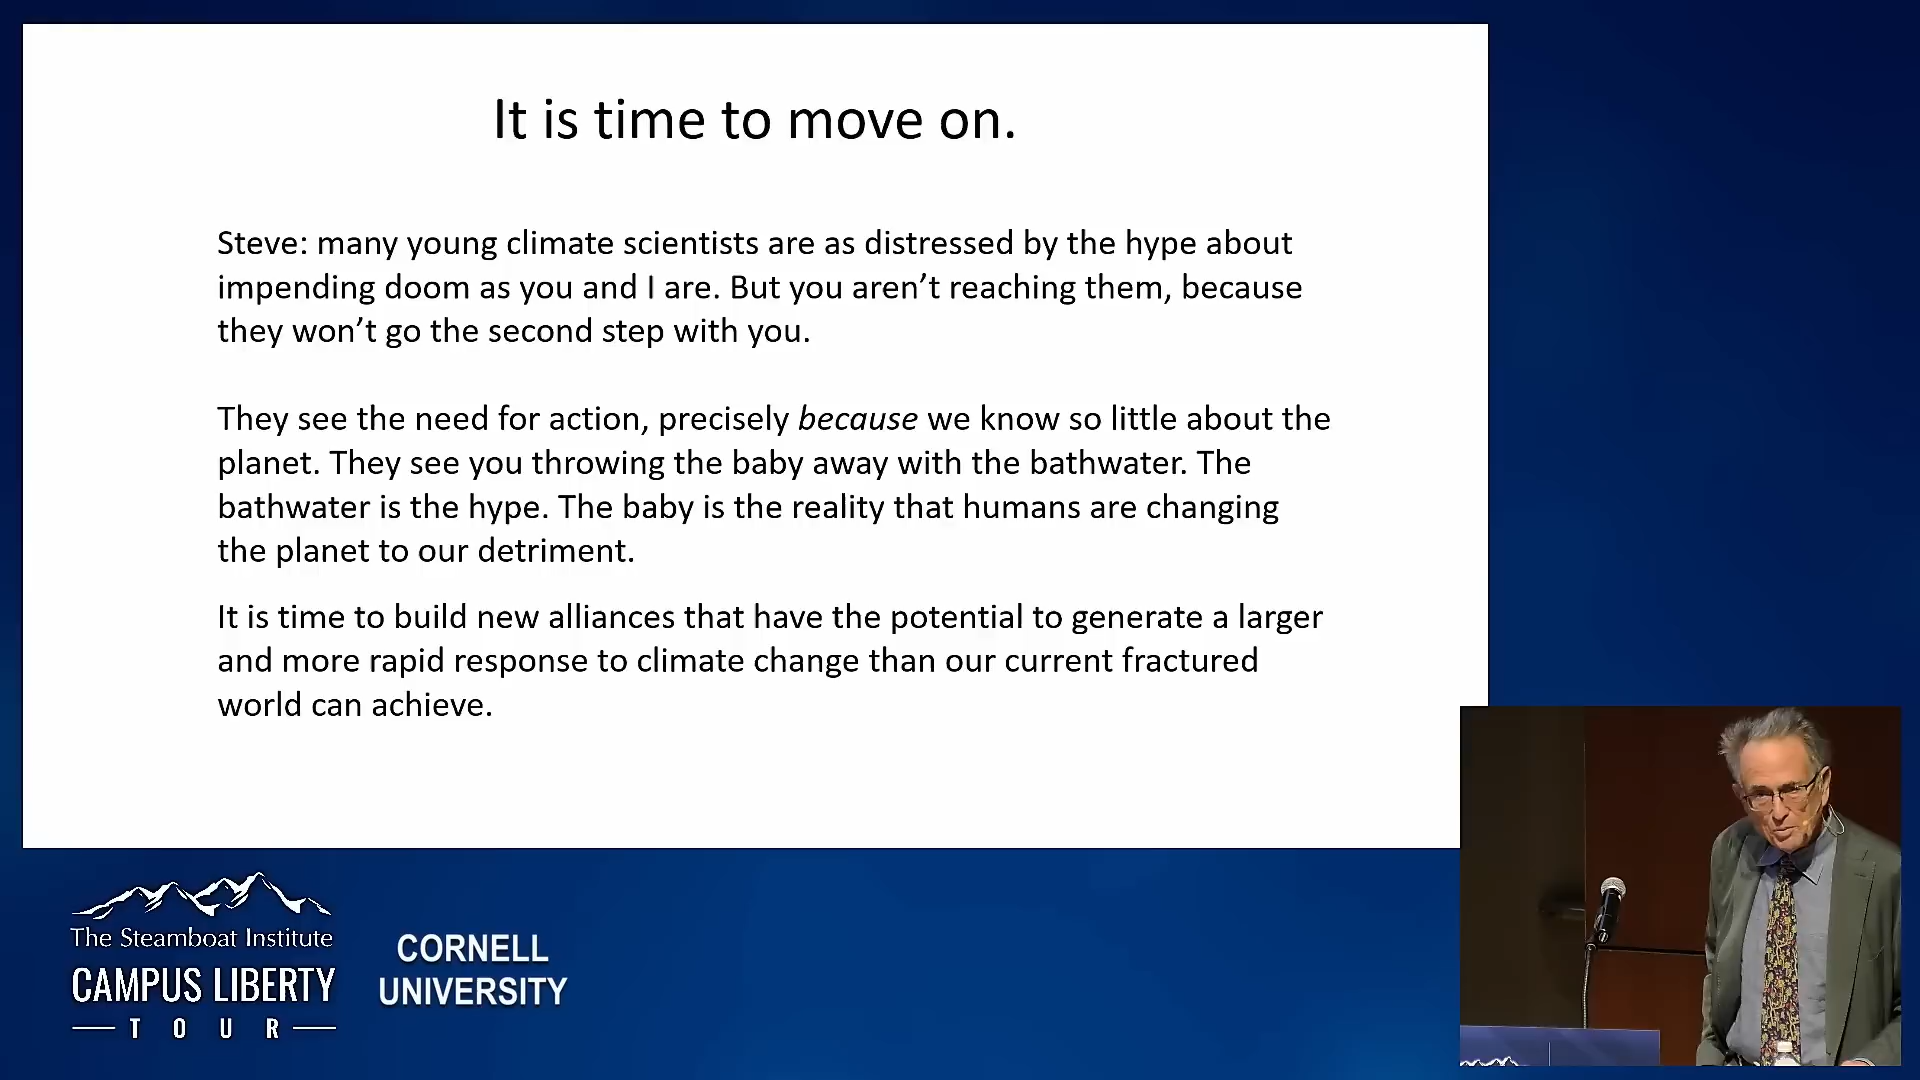 It is time to move on.
Steve: many young climate scientists are as distressed by the hype about
impending doom as you and I are. But you aren’t reaching them, because
they won’t go the second step with you.
They see the need for action, precisely because we know so little about the
planet. They see you throwing the baby away with the bathwater. The
bathwater is the hype. The baby is the reality that humans are changing
the planet to our detriment.
It is time to build new alliances that have the potential to generate a larger
and more rapid response to climate change than our current fractured
world can achieve.
The Steamboat Institute
CAMPUS LIBERTY
TOUR
CORNELL
UNIVERSITY